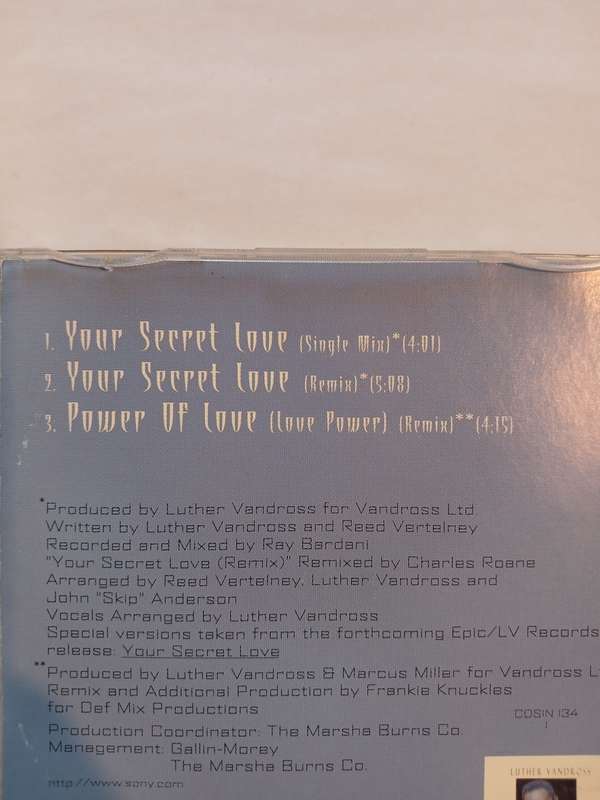 1. Your Secret Love (Single Mix)*(4:01)
2. Your Secret Love (Remix)*(5:08)
3. Power Of Love (Love Power) (Remix)**(4:15)
*Produced by Luther Vandross for Vandross Ltd.
Written by Luther Vandross and Reed Vertelney
Recorded and Mixed by Ray Bardani
"Your Secret Love (Remix)" Remixed by Charles Roane
Arranged by Reed Vertelney, Luther Vandross and
John "Skip" Anderson
Vocals Arranged by Luther Vandross
Special versions taken from the forthcoming Epic/LV Records
release: Your Secret Love
**Produced by Luther Vandross & Marcus Miller for Vandross L
Remix and Additional Production by Frankie Knuckles
for Def Mix Productions
COSIN 134
1
Production Coordinator: The Marsha Burns Co.
Management: Gallin-Morey
The Marsha Burns Co.
http://www.sony.com
LUTHER VANDROSS